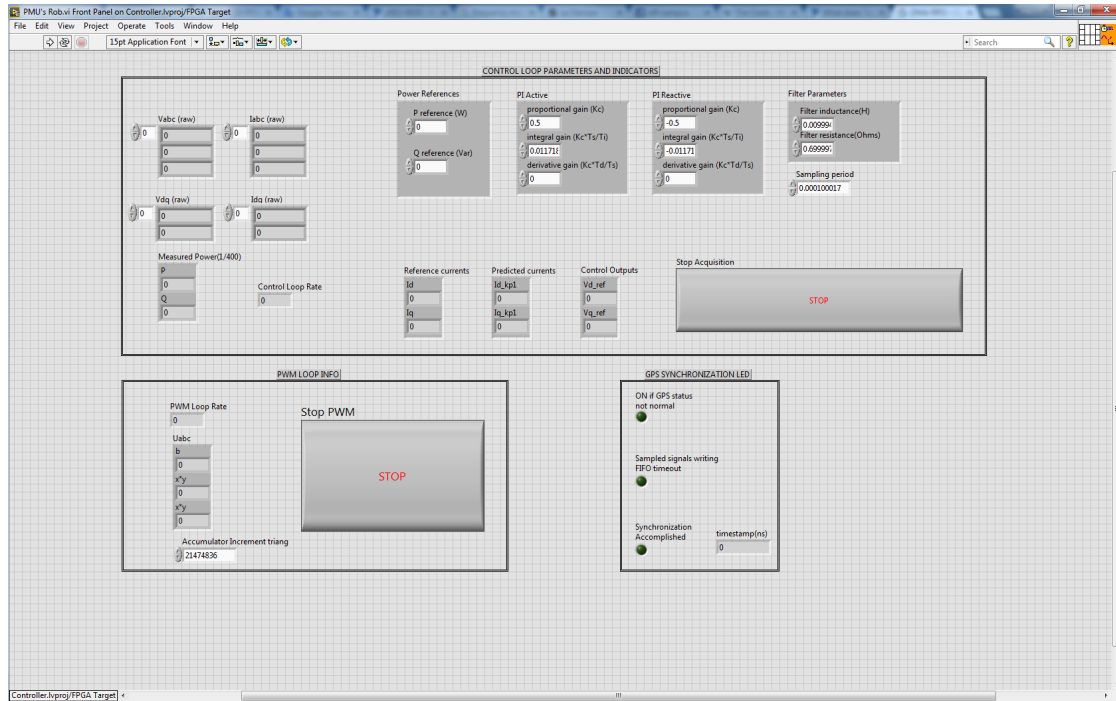 PMU's Rob.vi Front Panel on Controller.lvproj/FPGA Target
File Edit View Project Operate Tools Window Help
15pt Application Font
Search
CONTROL LOOP PARAMETERS AND INDICATORS
Vabc (raw) Iabc (raw)
0 0 0 0
0 0
0 0
Vdq (raw) Idq (raw)
0 0 0 0
0 0
Measured Power(1/400)
P
0
Q
0
Control Loop Rate
0
Power References
P reference (W)
0
Q reference (Var)
0
PI Active
proportional gain (Kc)
0.5
integral gain (Kc*Ts/Ti)
0.011718
derivative gain (Kc*Td/Ts)
0
PI Reactive
proportional gain (Kc)
-0.5
integral gain (Kc*Ts/Ti)
-0.01171
derivative gain (Kc*Td/Ts)
0
Filter Parameters
Filter inductance(H)
0.009994
Filter resistance(Ohms)
0.699997
Sampling period
0.000100017
Reference currents
Id
0
Iq
0
Predicted currents
Id_kp1
0
Iq_kp1
0
Control Outputs
Vd_ref
0
Vq_ref
0
Stop Acquisition
STOP
PWM LOOP INFO
PWM Loop Rate
0
Uabc
b
0
x*y
0
x*y
0
Accumulator Increment triang
21474836
Stop PWM
STOP
GPS SYNCHRONIZATION LED
ON if GPS status
not normal
Sampled signals writing
FIFO timeout
Synchronization
Accomplished
timestamp(ns)
0
Controller.lvproj/FPGA Target